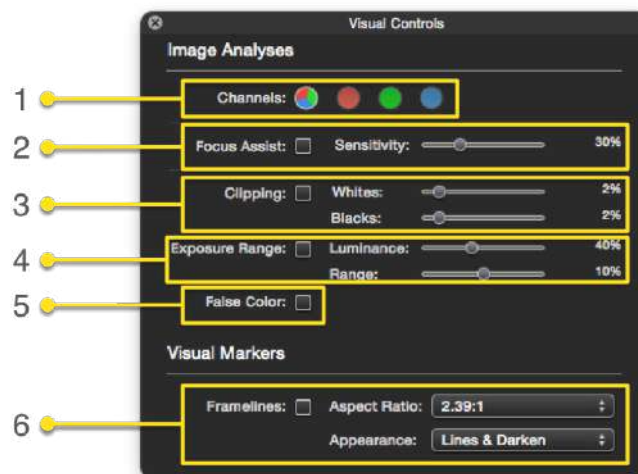 Visual Controls
Image Analyses
1 Channels:
2 Focus Assist: Sensitivity: 30%
3 Clipping: Whites: 2%
Blacks: 2%
4 Exposure Range: Luminance: 40%
Range: 10%
5 False Color:
Visual Markers
6 Framelines: Aspect Ratio: 2.39:1
Appearance: Lines & Darken